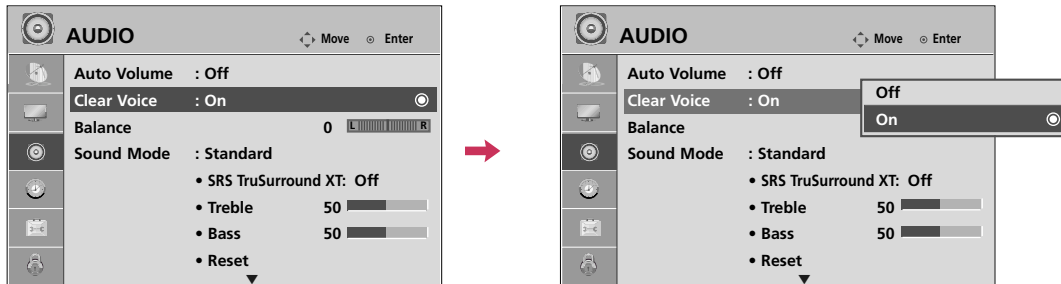 AUDIO Move Enter
Auto Volume : Off
Clear Voice : On
Balance 0 L R
Sound Mode : Standard
• SRS TruSurround XT: Off
• Treble 50
• Bass 50
• Reset
AUDIO Move Enter
Auto Volume : Off
Clear Voice : On
Balance
Sound Mode : Standard
• SRS TruSurround XT: Off
• Treble 50
• Bass 50
• Reset
Off
On